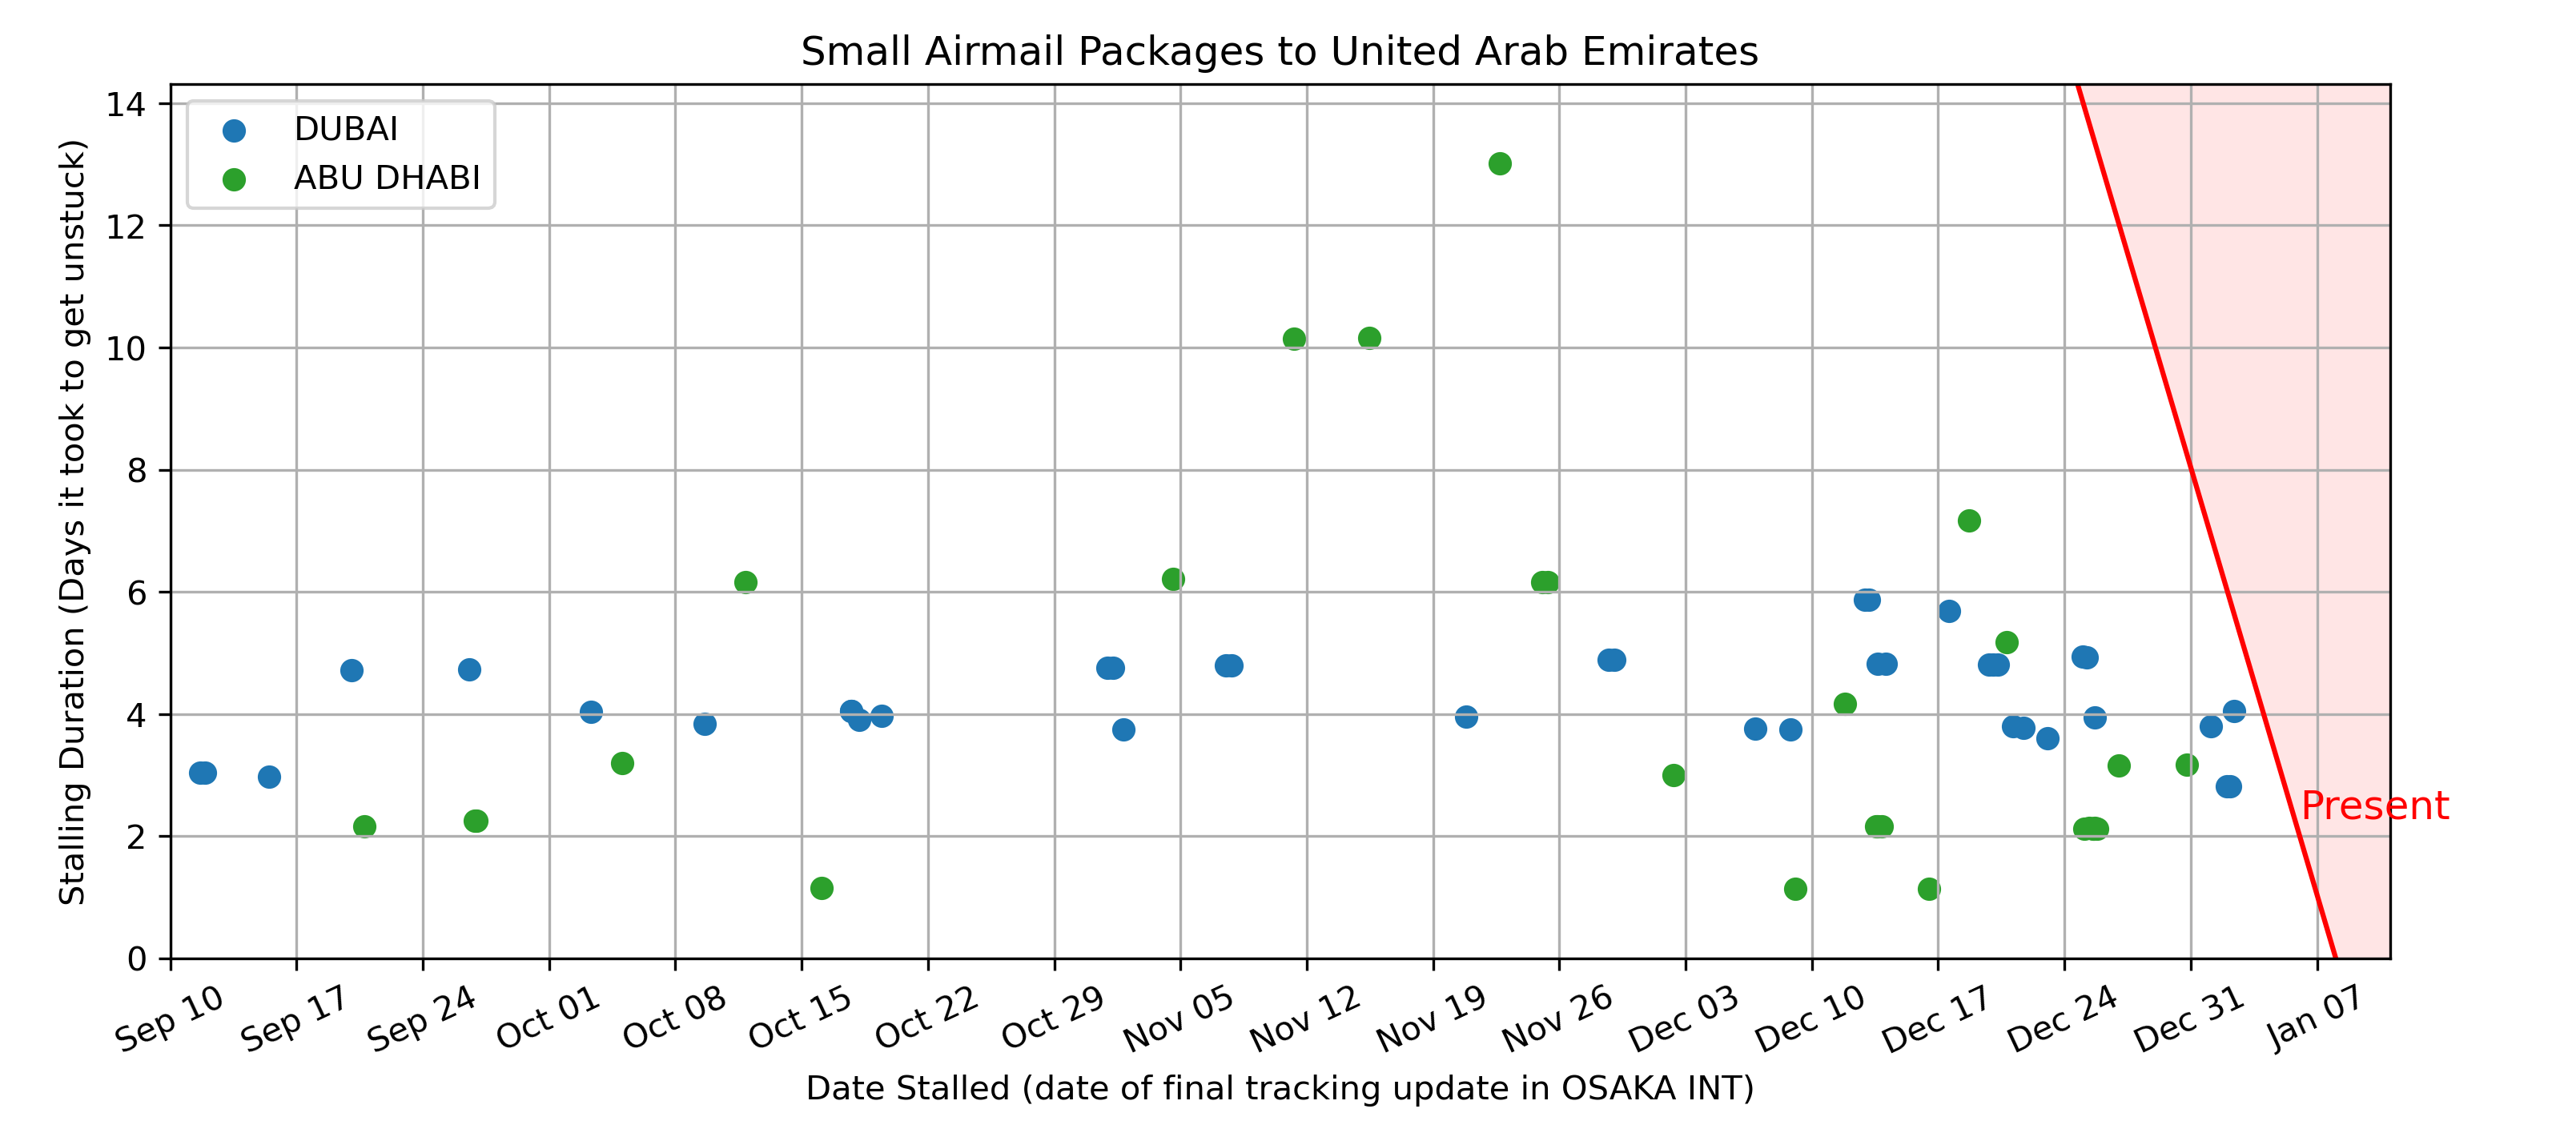 Small Airmail Packages to United Arab Emirates
Stalling Duration (Days it took to get unstuck)
14
12
10
8
6
4
2
0
DUBAI
ABU DHABI
Present
Sep 10
Sep 17
Sep 24
Oct 01
Oct 08
Oct 15
Oct 22
Oct 29
Nov 05
Nov 12
Nov 19
Nov 26
Dec 03
Dec 10
Dec 17
Dec 24
Dec 31
Jan 07
Date Stalled (date of final tracking update in OSAKA INT)